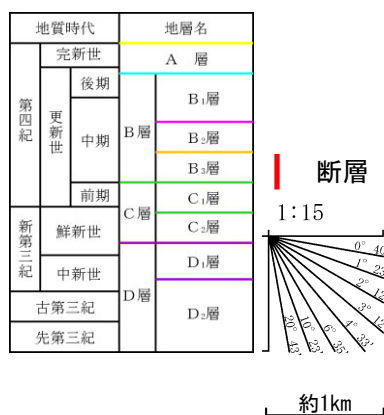 地質時代 地層名
完新世 A 層
第四紀 更新世 後期 B層 B₁層
中期 B₂層
B₃層
前期 C層 C₁層
新第三紀 鮮新世 C₂層
中新世 D層 D₁層
古第三紀 D₂層
先第三紀
断層
1:15
0° 40
1° 23
2° 12
3° 12
4° 33'
6° 35'
10° 23'
20° 43'
約1km